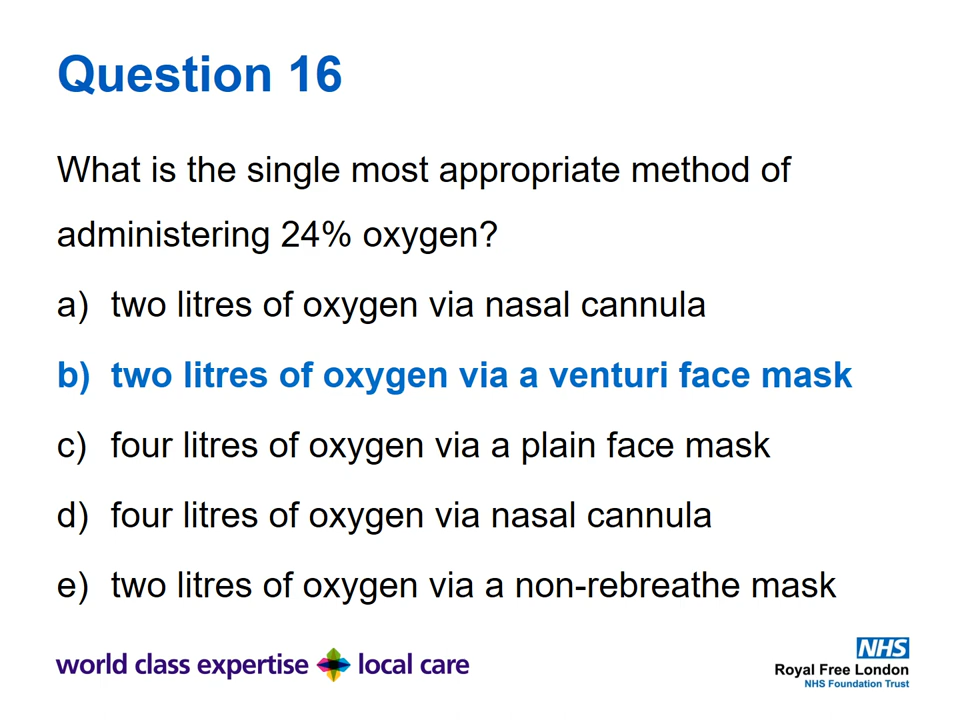 Question 16
What is the single most appropriate method of
administering 24% oxygen?
a) two litres of oxygen via nasal cannula
b) two litres of oxygen via a venturi face mask
c) four litres of oxygen via a plain face mask
d) four litres of oxygen via nasal cannula
e) two litres of oxygen via a non-rebreathe mask
world class expertise local care
NHS
Royal Free London
NHS Foundation Trust